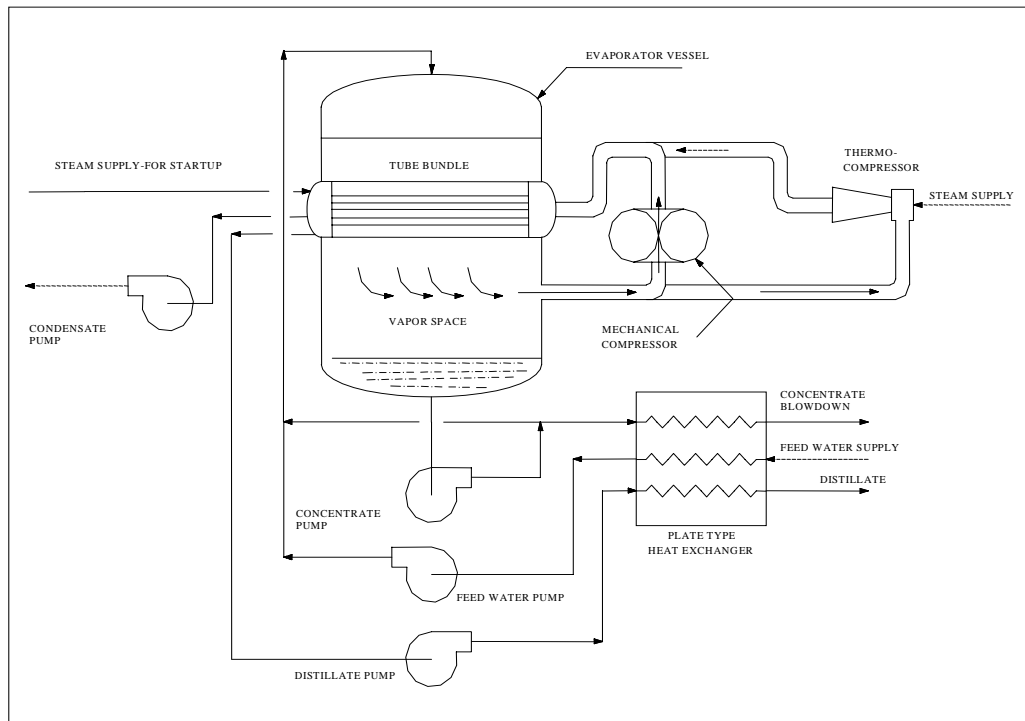 EVAPORATOR VESSEL
STEAM SUPPLY-FOR STARTUP
TUBE BUNDLE
THERMO-
COMPRESSOR
STEAM SUPPLY
VAPOR SPACE
CONDENSATE
PUMP
MECHANICAL
COMPRESSOR
CONCENTRATE
BLOWDOWN
FEED WATER SUPPLY
DISTILLATE
CONCENTRATE
PUMP
PLATE TYPE
HEAT EXCHANGER
FEED WATER PUMP
DISTILLATE PUMP